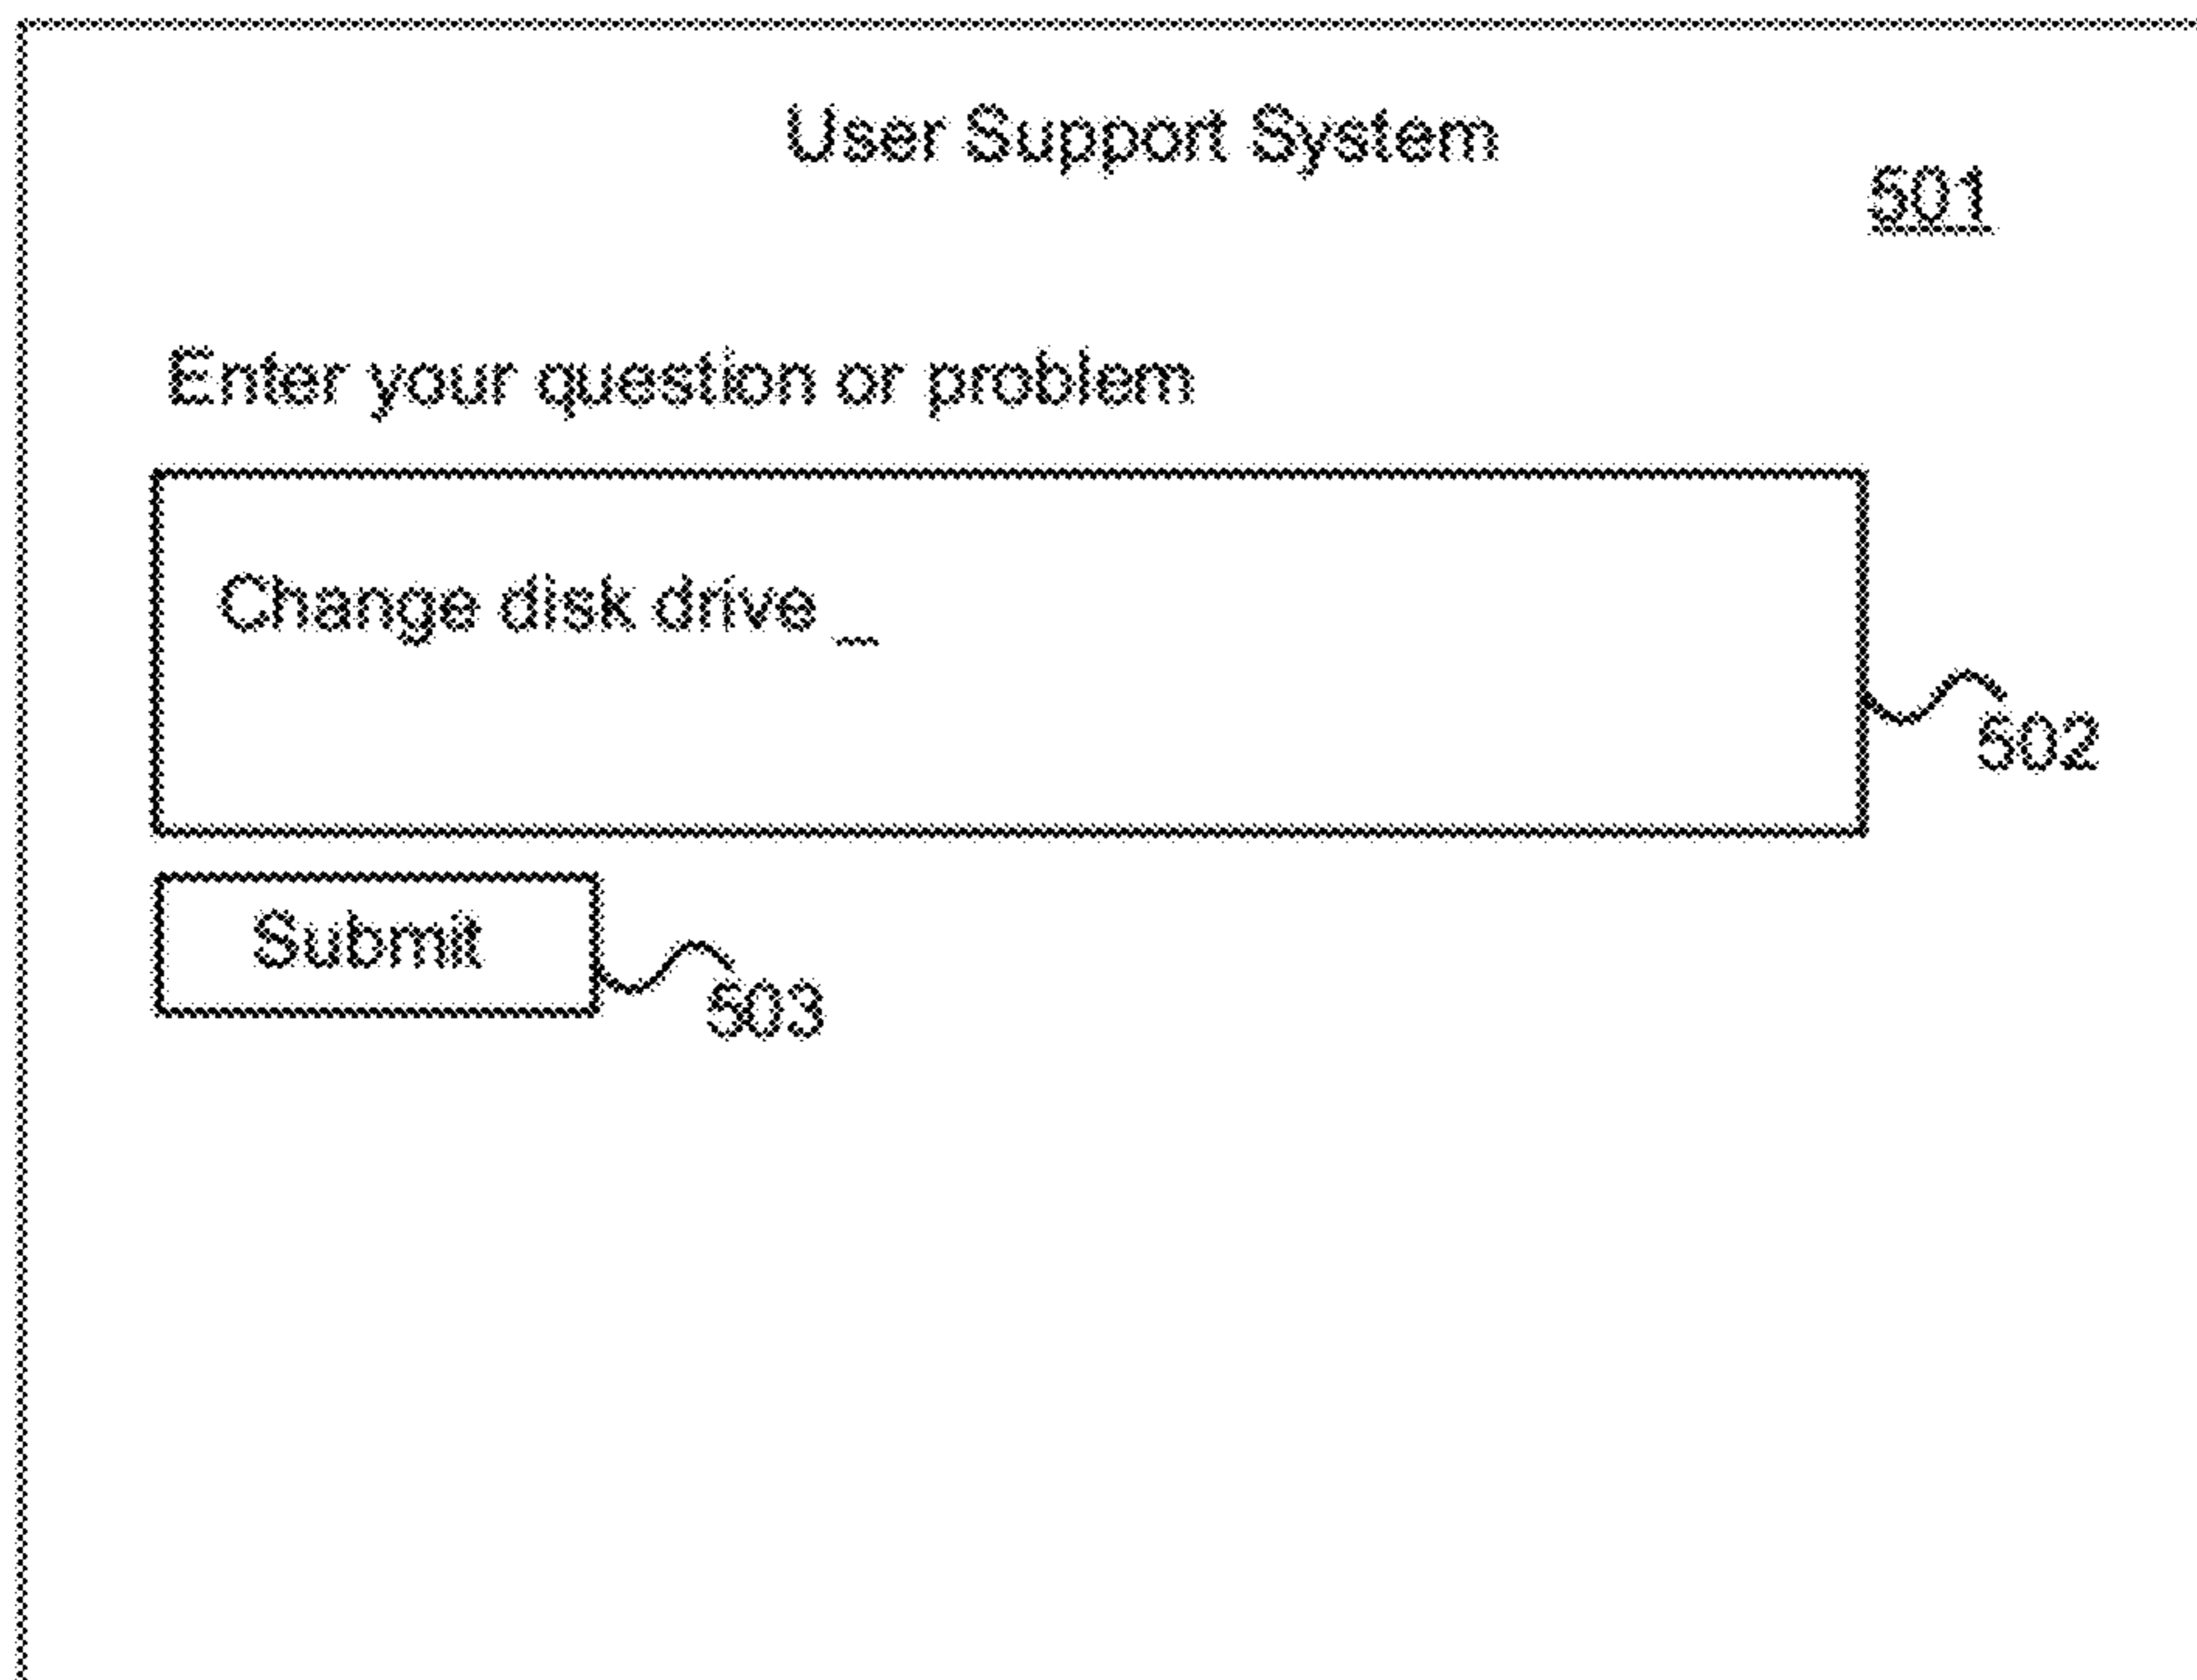 User Support System
501
Enter your question or problem
Change disk drive _
502
Submit
503